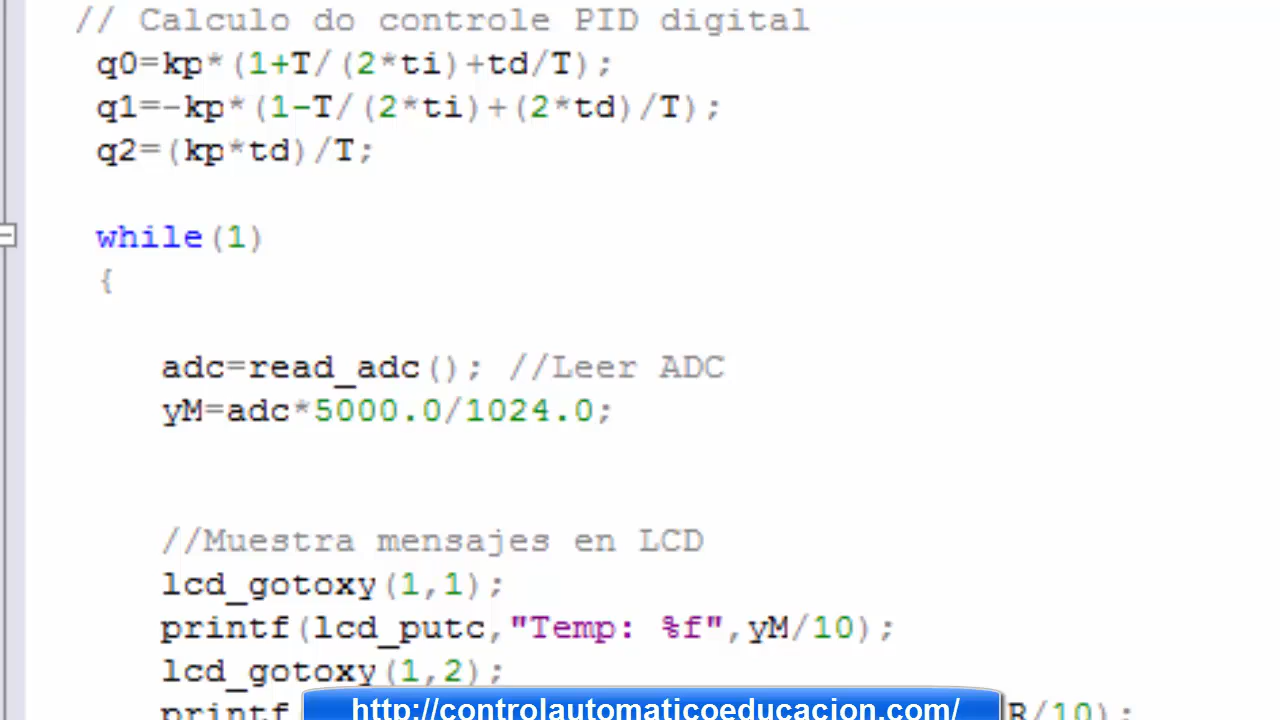 // Calculo do controle PID digital
q0=kp*(1+T/(2*ti)+td/T);
q1=-kp*(1-T/(2*ti)+(2*td)/T);
q2=(kp*td)/T;
while(1)
{
adc=read_adc(); //Leer ADC
yM=adc*5000.0/1024.0;
//Muestra mensajes en LCD
lcd_gotoxy(1,1);
printf(lcd_putc,"Temp: %f",yM/10);
lcd_gotoxy(1,2);
printf R/10);
http://controlautomaticoeducacion.com/